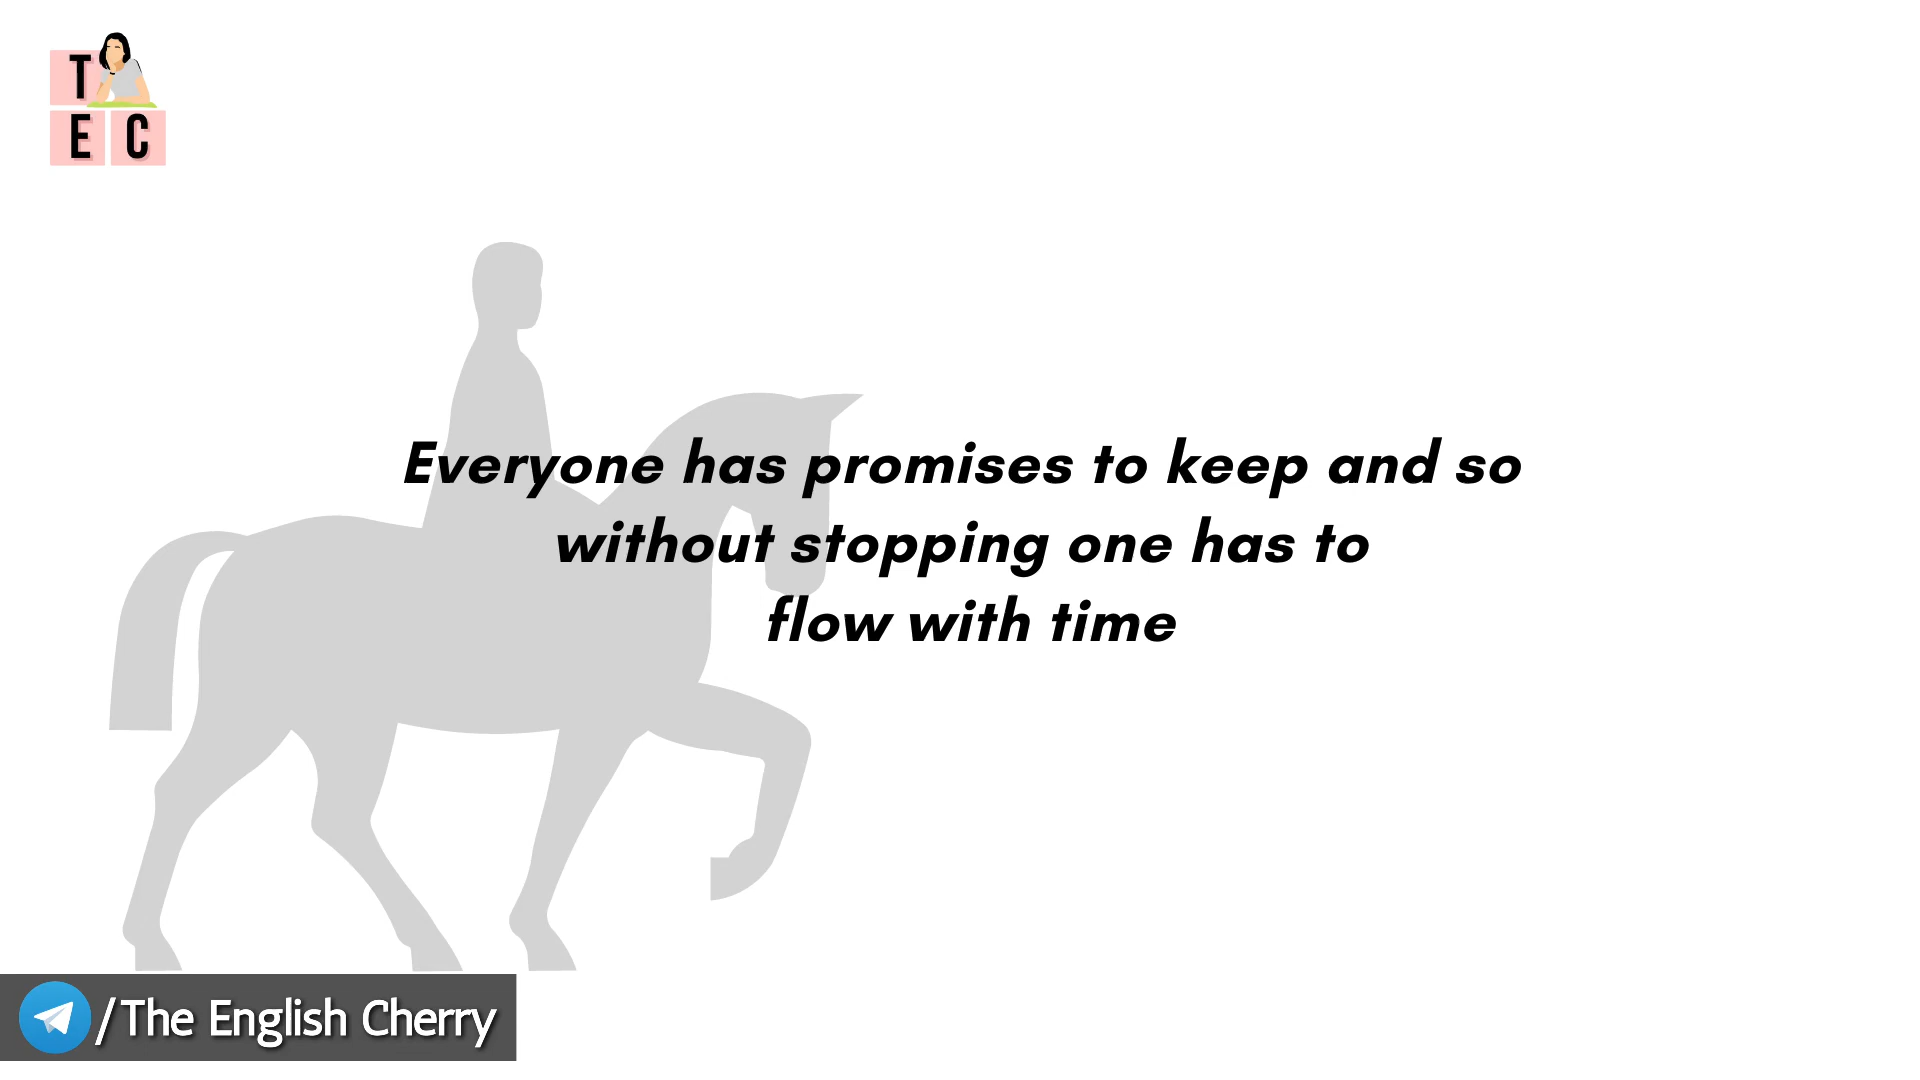 T
E C
Everyone has promises to keep and so
without stopping one has to
flow with time
/The English Cherry